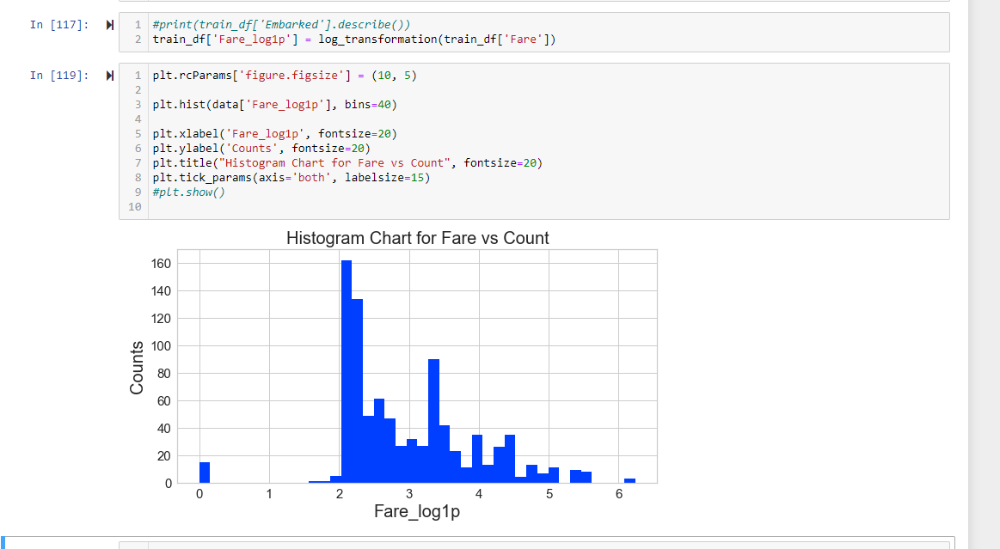 In [117]:
1 #print(train_df['Embarked'].describe())
2 train_df['Fare_log1p'] = log_transformation(train_df['Fare'])
In [119]:
1 plt.rcParams['figure.figsize'] = (10, 5)
2
3 plt.hist(data['Fare_log1p'], bins=40)
4
5 plt.xlabel('Fare_log1p', fontsize=20)
6 plt.ylabel('Counts', fontsize=20)
7 plt.title("Histogram Chart for Fare vs Count", fontsize=20)
8 plt.tick_params(axis='both', labelsize=15)
9 #plt.show()
10
Histogram Chart for Fare vs Count
160
140
120
100
80
60
40
20
0
Counts
0 1 2 3 4 5 6
Fare_log1p